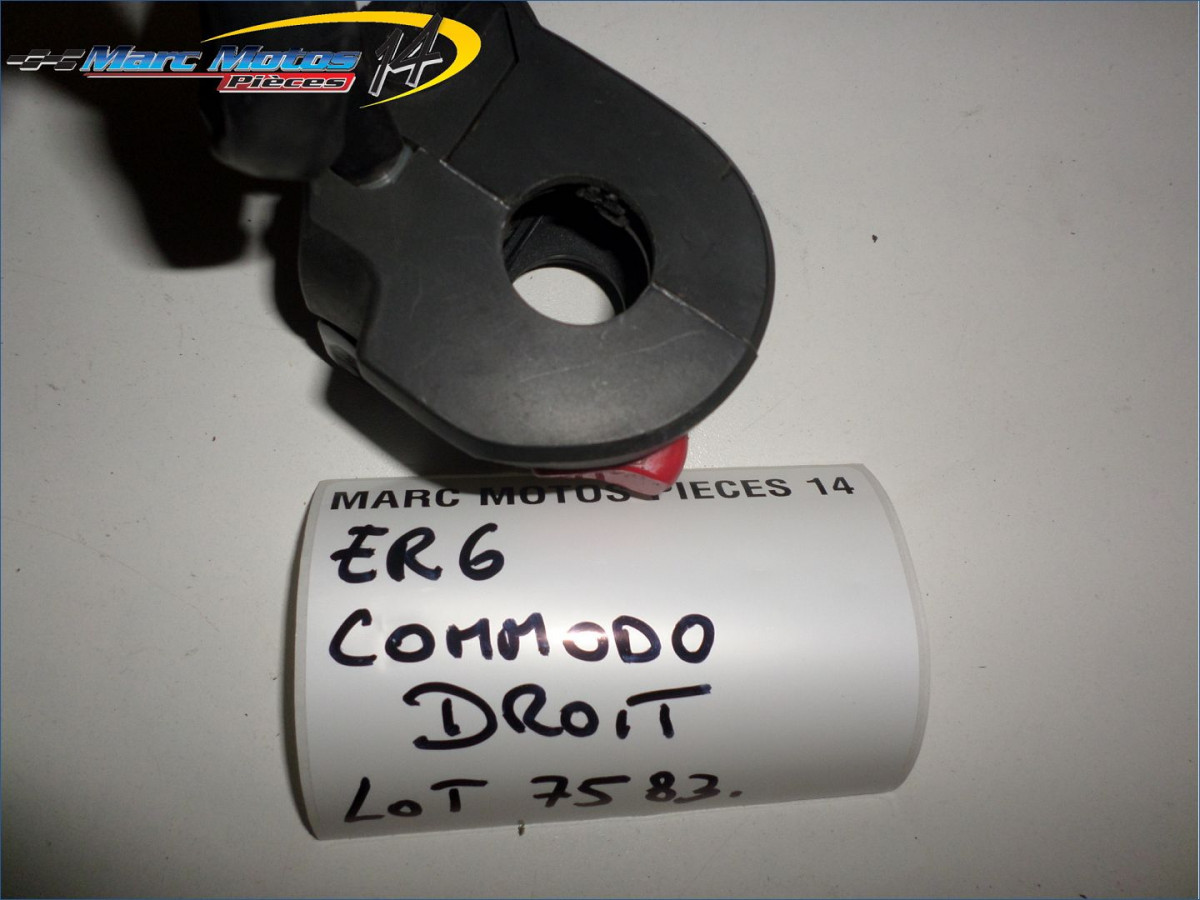 Marc Motos 14
Pièces
MARC MOTOS PIECES 14
ER6
COMMODO
DROIT
LOT 7583.